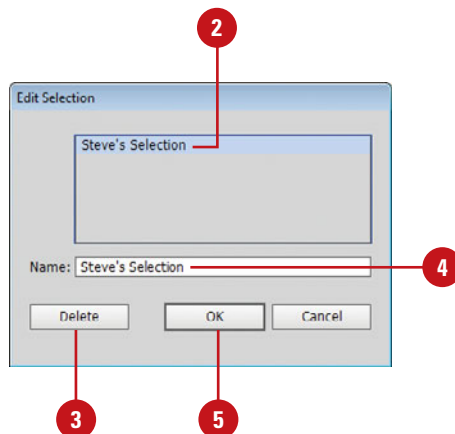 2
Edit Selection
Steve's Selection
Name: Steve's Selection
4
Delete OK Cancel
3 5